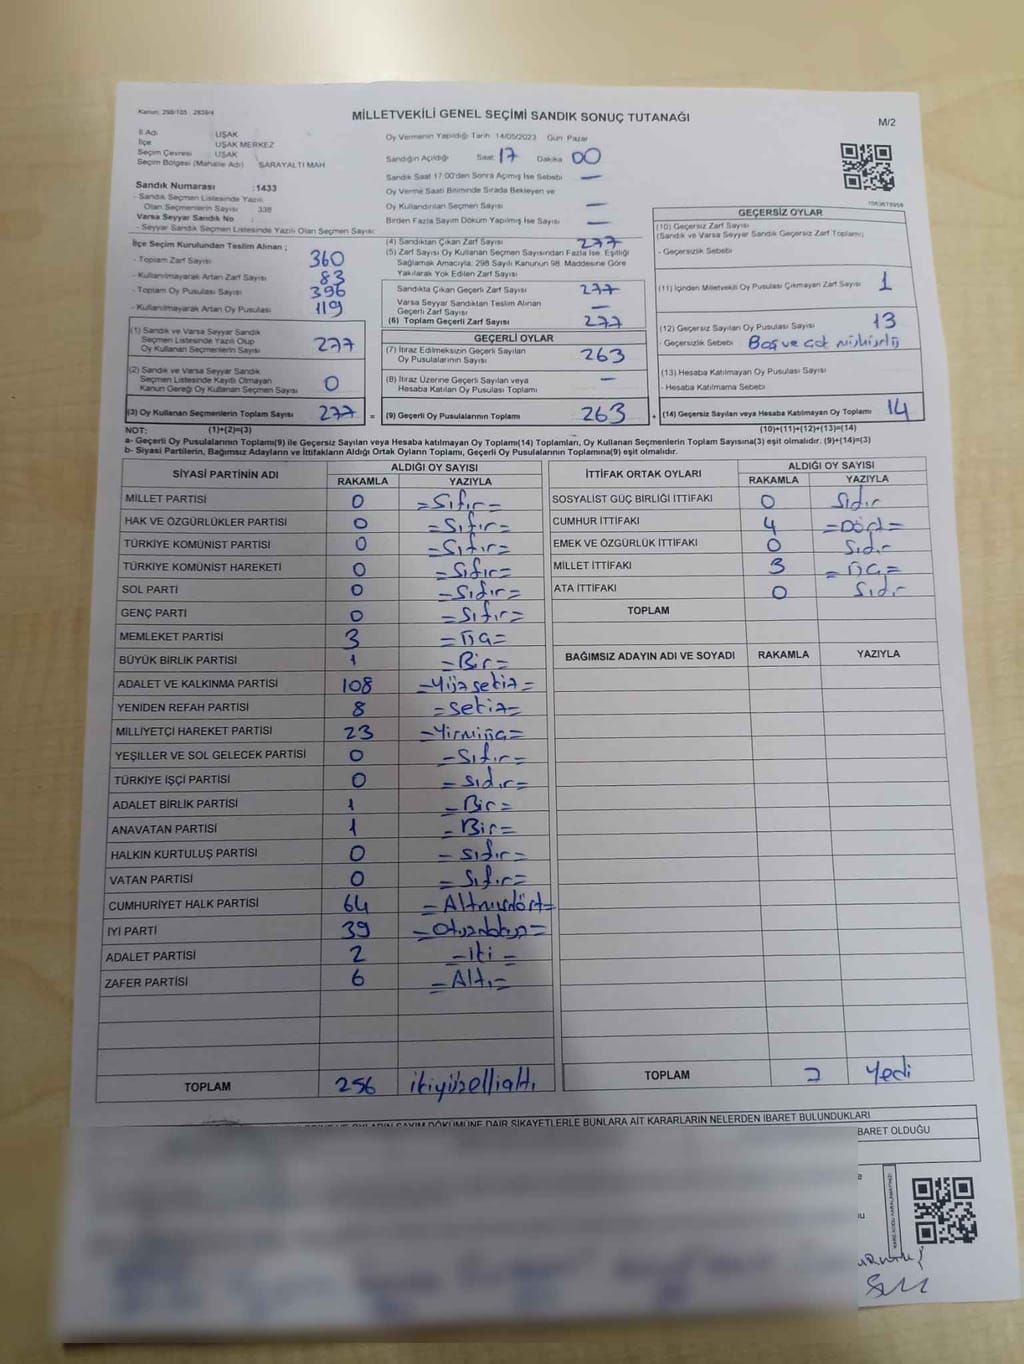 Kanun: 298/105 2839/4
MİLLETVEKİLİ GENEL SEÇİMİ SANDIK SONUÇ TUTANAĞI
M/2
İl Adı UŞAK
İlçe UŞAK MERKEZ
Seçim Çevresi UŞAK
Seçim Bölgesi (Mahalle Adı) SARAYALTI MAH
Sandık Numarası :1433
- Sandık Seçmen Listesinde Yazılı
Olan Seçmenlerin Sayısı 338
Varsa Seyyar Sandık No :
- Seyyar Sandık Seçmen Listesinde Yazılı Olan Seçmen Sayısı:
Oy Vermenin Yapıldığı Tarih 14/05/2023 Gün Pazar
Sandığın Açıldığı Saat 17 Dakika 00
Sandık Saat 17:00'den Sonra Açılmış İse Sebebi —
Oy Verme Saati Bitiminde Sırada Bekleyen ve
Oy Kullandırılan Seçmen Sayısı —
Birden Fazla Sayım Döküm Yapılmış İse Sayısı —
İlçe Seçim Kurulundan Teslim Alınan ;
- Toplam Zarf Sayısı 360
- Kullanılmayarak Artan Zarf Sayısı 83
- Toplam Oy Pusulası Sayısı 396
- Kullanılmayarak Artan Oy Pusulası 119
(1) Sandık ve Varsa Seyyar Sandık
Seçmen Listesinde Yazılı Olup
Oy Kullanan Seçmenlerin Sayısı 277
(2) Sandık ve Varsa Seyyar Sandık
Seçmen Listesinde Kayıtlı Olmayan
Kanun Gereği Oy Kullanan Seçmen Sayısı 0
(3) Oy Kullanan Seçmenlerin Toplam Sayısı 277 =
(4) Sandıktan Çıkan Zarf Sayısı 277
(5) Zarf Sayısı Oy Kullanan Seçmen Sayısından Fazla İse, Eşitliği
Sağlamak Amacıyla; 298 Sayılı Kanunun 98. Maddesine Göre
Yakılarak Yok Edilen Zarf Sayısı
Sandıkta Çıkan Geçerli Zarf Sayısı 277
Varsa Seyyar Sandıktan Teslim Alınan
Geçerli Zarf Sayısı —
(6) Toplam Geçerli Zarf Sayısı 277
GEÇERLİ OYLAR
(7) İtiraz Edilmeksizin Geçerli Sayılan
Oy Pusulalarının Sayısı 263
(8) İtiraz Üzerine Geçerli Sayılan veya
Hesaba Katılan Oy Pusulaları Toplamı —
(9) Geçerli Oy Pusulalarının Toplamı 263 +
GEÇERSİZ OYLAR
(10) Geçersiz Zarf Sayısı
(Sandık ve Varsa Seyyar Sandık Geçersiz Zarf Toplamı)
- Geçersizlik Sebebi
(11) İçinden Milletvekili Oy Pusulası Çıkmayan Zarf Sayısı 1
(12) Geçersiz Sayılan Oy Pusulası Sayısı 13
- Geçersizlik Sebebi Boş ve Çok Mühürlü
(13) Hesaba Katılmayan Oy Pusulası Sayısı
- Hesaba Katılmama Sebebi
(14) Geçersiz Sayılan veya Hesaba Katılmayan Oy Toplamı 14
NOT: (1)+(2)=(3) (10)+(11)+(12)+(13)=(14)
a- Geçerli Oy Pusulalarının Toplamı(9) ile Geçersiz Sayılan veya Hesaba katılmayan Oy Toplamı(14) Toplamları, Oy Kullanan Seçmenlerin Toplam Sayısına(3) eşit olmalıdır. (9)+(14)=(3)
b- Siyasi Partilerin, Bağımsız Adayların ve İttifakların Aldığı Ortak Oyların Toplamı, Geçerli Oy Pusulalarının Toplamına(9) eşit olmalıdır.
SİYASİ PARTİNİN ADI ALDIĞI OY SAYISI
RAKAMLA YAZIYLA
MİLLET PARTİSİ 0 =Sıfır=
HAK VE ÖZGÜRLÜKLER PARTİSİ 0 =Sıfır=
TÜRKİYE KOMÜNİST PARTİSİ 0 =Sıfır=
TÜRKİYE KOMÜNİST HAREKETİ 0 =Sıfır=
SOL PARTİ 0 =Sıfır=
GENÇ PARTİ 0 =Sıfır=
MEMLEKET PARTİSİ 3 =Üç=
BÜYÜK BİRLİK PARTİSİ 1 =Bir=
ADALET VE KALKINMA PARTİSİ 108 =Yüzsekiz=
YENİDEN REFAH PARTİSİ 8 =Sekiz=
MİLLİYETÇİ HAREKET PARTİSİ 23 =Yirmiüç=
YEŞİLLER VE SOL GELECEK PARTİSİ 0 =Sıfır=
TÜRKİYE İŞÇİ PARTİSİ 0 =Sıfır=
ADALET BİRLİK PARTİSİ 1 =Bir=
ANAVATAN PARTİSİ 1 =Bir=
HALKIN KURTULUŞ PARTİSİ 0 =Sıfır=
VATAN PARTİSİ 0 =Sıfır=
CUMHURİYET HALK PARTİSİ 64 =Altmışdört=
İYİ PARTİ 39 =Otuzdokuz=
ADALET PARTİSİ 2 =İki=
ZAFER PARTİSİ 6 =Altı=
TOPLAM 256 ikiyüzellialtı
İTTİFAK ORTAK OYLARI ALDIĞI OY SAYISI
RAKAMLA YAZIYLA
SOSYALİST GÜÇ BİRLİĞİ İTTİFAKI 0 Sıfır
CUMHUR İTTİFAKI 4 =Dört=
EMEK VE ÖZGÜRLÜK İTTİFAKI 0 Sıfır
MİLLET İTTİFAKI 3 =Üç=
ATA İTTİFAKI 0 Sıfır
TOPLAM
BAĞIMSIZ ADAYIN ADI VE SOYADI RAKAMLA YAZIYLA
TOPLAM 7 Yedi
DÖKÜMÜNE DAİR ŞİKAYETLERLE BUNLARA AİT KARARLARIN NELERDEN İBARET BULUNDUKLARI
BARET OLDUĞU